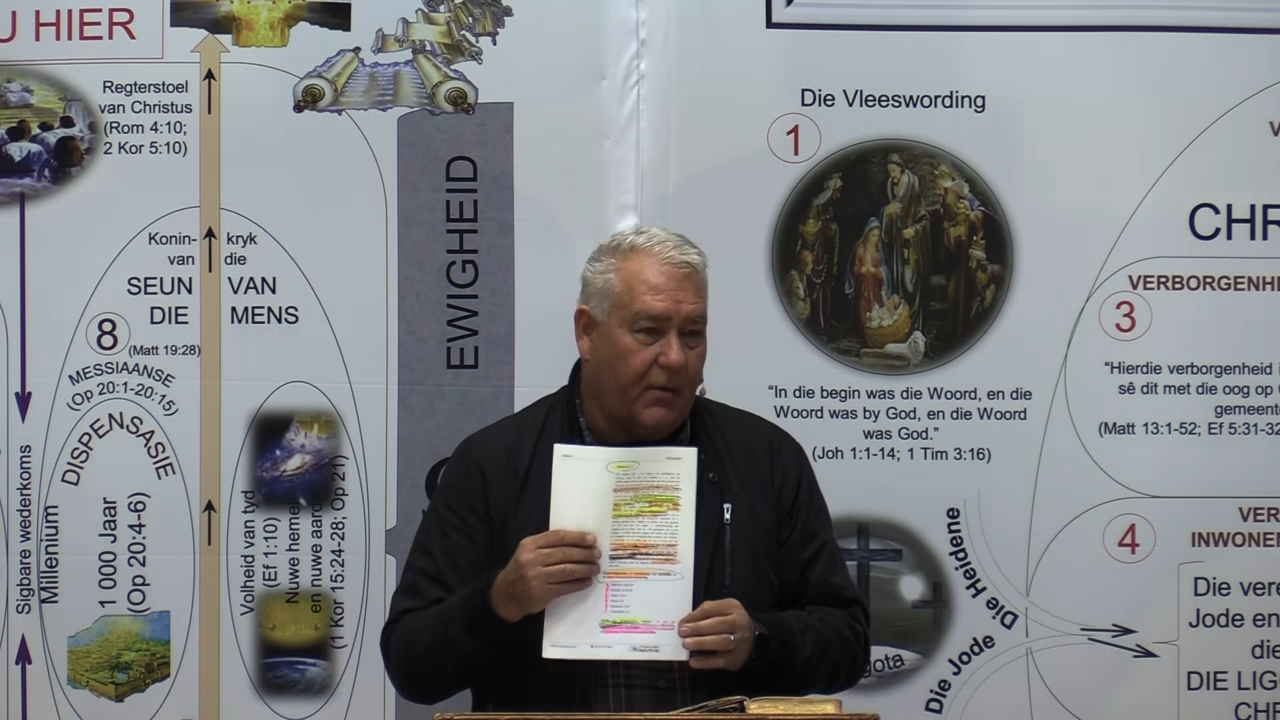 U HIER
Regterstoel
van Christus
(Rom 4:10;
2 Kor 5:10)
Konin- kryk
van die
SEUN VAN
DIE MENS
8
(Matt 19:28)
MESSIAANSE
(Op 20:1-20:15)
DISPENSASIE
1 000 Jaar
(Op 20:4-6)
Sigbare wederkoms
Millenium
Volheid van tyd
(Ef 1:10)
Nuwe heme
en nuwe aard
(1 Kor 15:24-28; Op 21)
EWIGHEID
Die Vleeswording
1
"In die begin was die Woord, en die
Woord was by God, en die Woord
was God."
(Joh 1:1-14; 1 Tim 3:16)
gota
Die Heidene
Die Jode
CHR
VERBORGENHE
3
"Hierdie verborgenheid i
sê dit met die oog op
gemeent
(Matt 13:1-52; Ef 5:31-32
4
VER
INWONE
Die vere
Jode en
die
DIE LIG
CHR